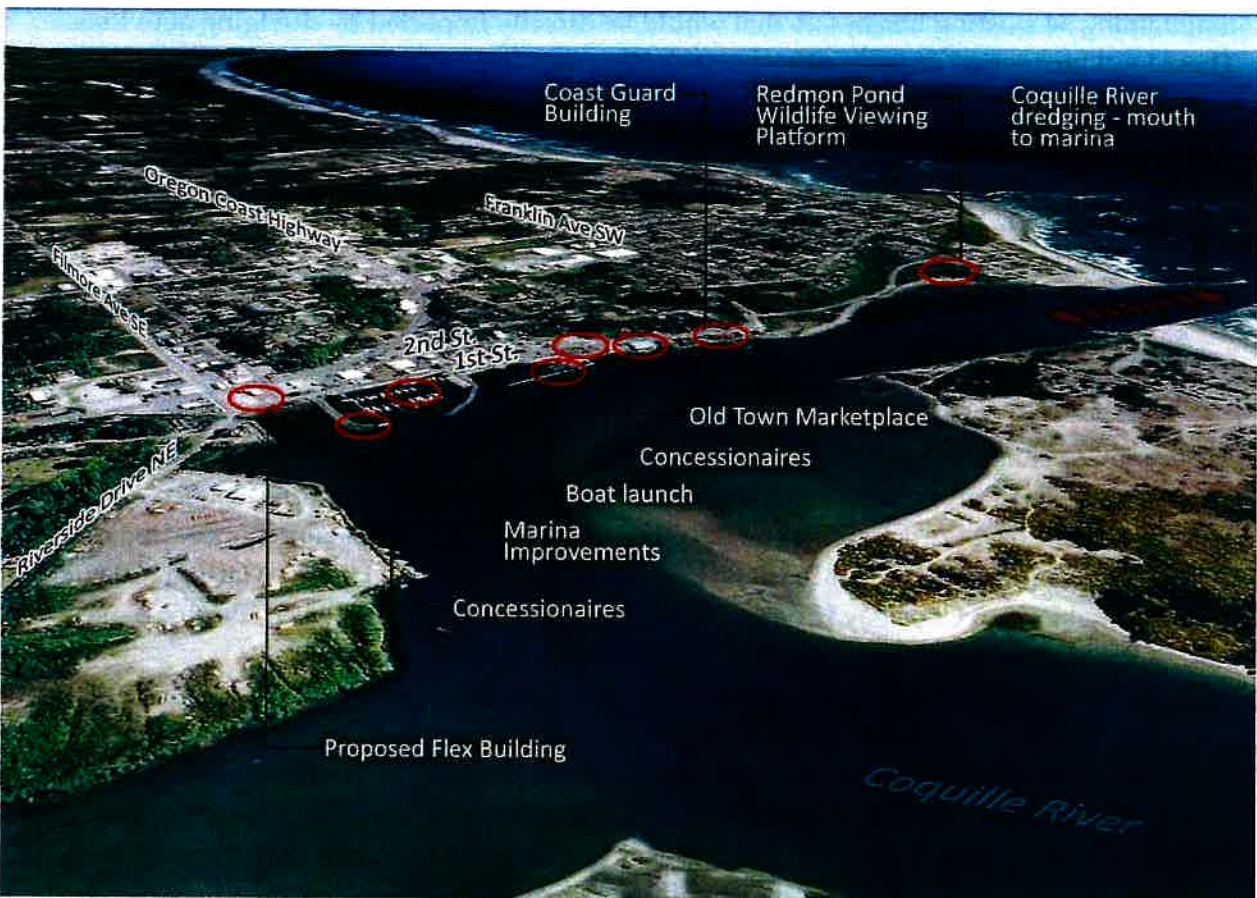 Coast Guard
Building
Redmon Pond
Wildlife Viewing
Platform
Coquille River
dredging - mouth
to marina
Oregon Coast Highway
Franklin Ave SW
Filmore Ave SE
2nd St.
1st St.
Riverside Drive NE
Old Town Marketplace
Concessionaires
Boat launch
Marina
Improvements
Concessionaires
Proposed Flex Building
Coquille River